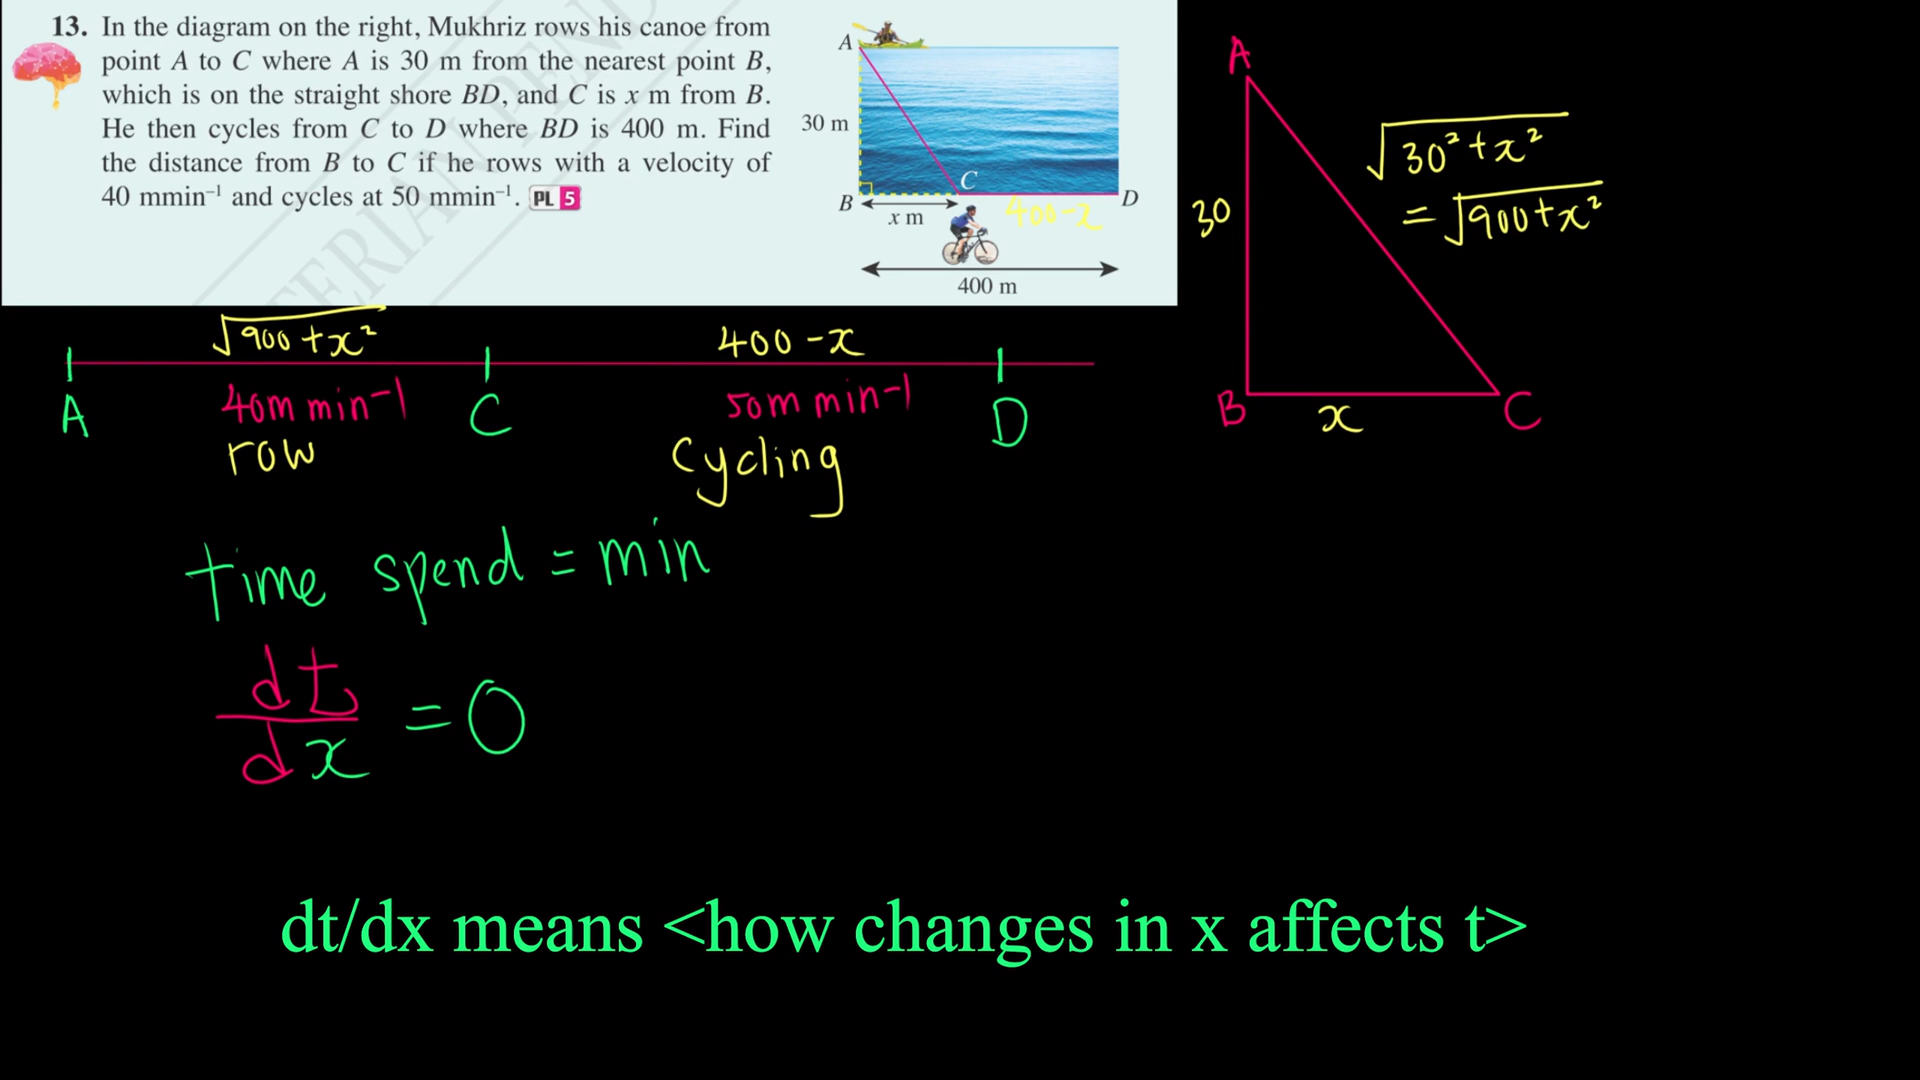 13. In the diagram on the right, Mukhriz rows his canoe from
point A to C where A is 30 m from the nearest point B,
which is on the straight shore BD, and C is x m from B.
He then cycles from C to D where BD is 400 m. Find
the distance from B to C if he rows with a velocity of
40 mmin⁻¹ and cycles at 50 mmin⁻¹. PL 5
A
30 m
C
B
D
x m
400-x
400 m
A
30
√30²+x²
=√900+x²
B
x
C
√900+x²
400-x
A
40m min-1
C
50m min-1
D
row
Cycling
time spend = min
dt/dx = 0
dt/dx means <how changes in x affects t>